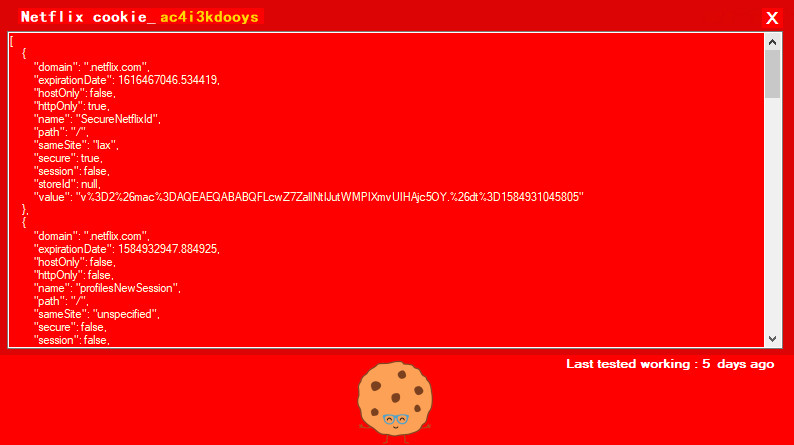 Netflix cookie_ac4i3kdooys
X
[
{
"domain": ".netflix.com",
"expirationDate": 1616467046.534419,
"hostOnly": false,
"httpOnly": true,
"name": "SecureNetflixId",
"path": "/",
"sameSite": "lax",
"secure": true,
"session": false,
"storeId": null,
"value": "v%3D2%26mac%3DAQEAEQABABQFLcwZ7ZallNtIJutWMPIXmvUIHAjc5OY.%26dt%3D1584931045805"
},
{
"domain": ".netflix.com",
"expirationDate": 1584932947.884925,
"hostOnly": false,
"httpOnly": false,
"name": "profilesNewSession",
"path": "/",
"sameSite": "unspecified",
"secure": false,
"session": false,
Last tested working : 5 days ago